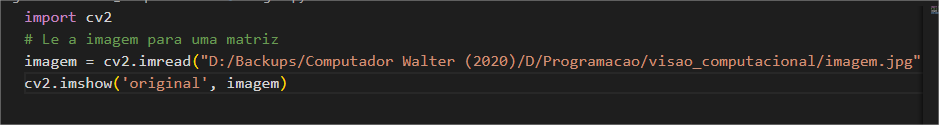 import cv2
# Le a imagem para uma matriz
imagem = cv2.imread("D:/Backups/Computador Walter (2020)/D/Programacao/visao_computacional/imagem.jpg"
cv2.imshow('original', imagem)